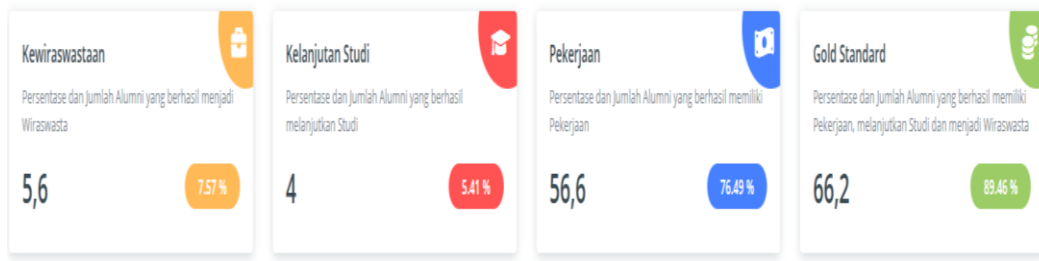 Kewiraswastaan
Persentase dan Jumlah Alumni yang berhasil menjadi
Wiraswasta
5,6
7.57 %
Kelanjutan Studi
Persentase dan Jumlah Alumni yang berhasil
melanjutkan Studi
4
5.41 %
Pekerjaan
Persentase dan Jumlah Alumni yang berhasil memiliki
Pekerjaan
56,6
76.49 %
Gold Standard
Persentase dan Jumlah Alumni yang berhasil memiliki
Pekerjaan, melanjutkan Studi dan menjadi Wiraswasta
66,2
89.46 %